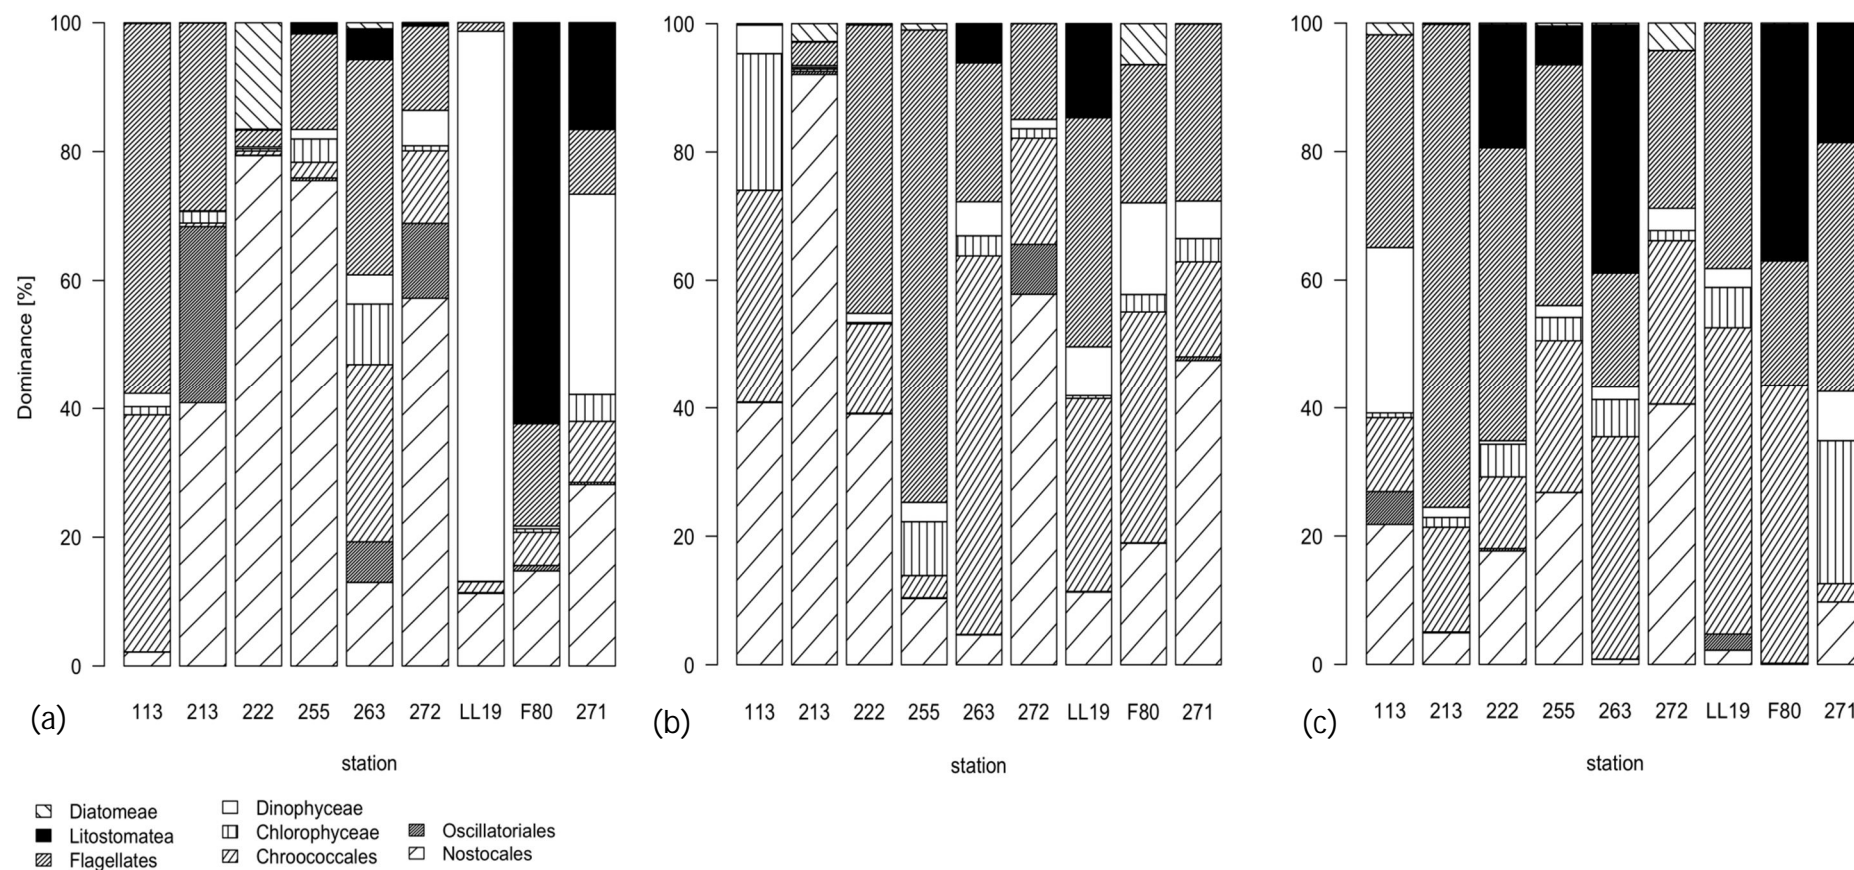 100 100 100
80 80 80
60 60 60
40 40 40
20 20 20
0 0 0
Dominance [%]
113 213 222 255 263 272 LL19 F80 271
113 213 222 255 263 272 LL19 F80 271
113 213 222 255 263 272 LL19 F80 271
(a) (b) (c)
station station station
Diatomeae
Litostomatea
Flagellates
Dinophyceae
Chlorophyceae
Chroococcales
Oscillatoriales
Nostocales